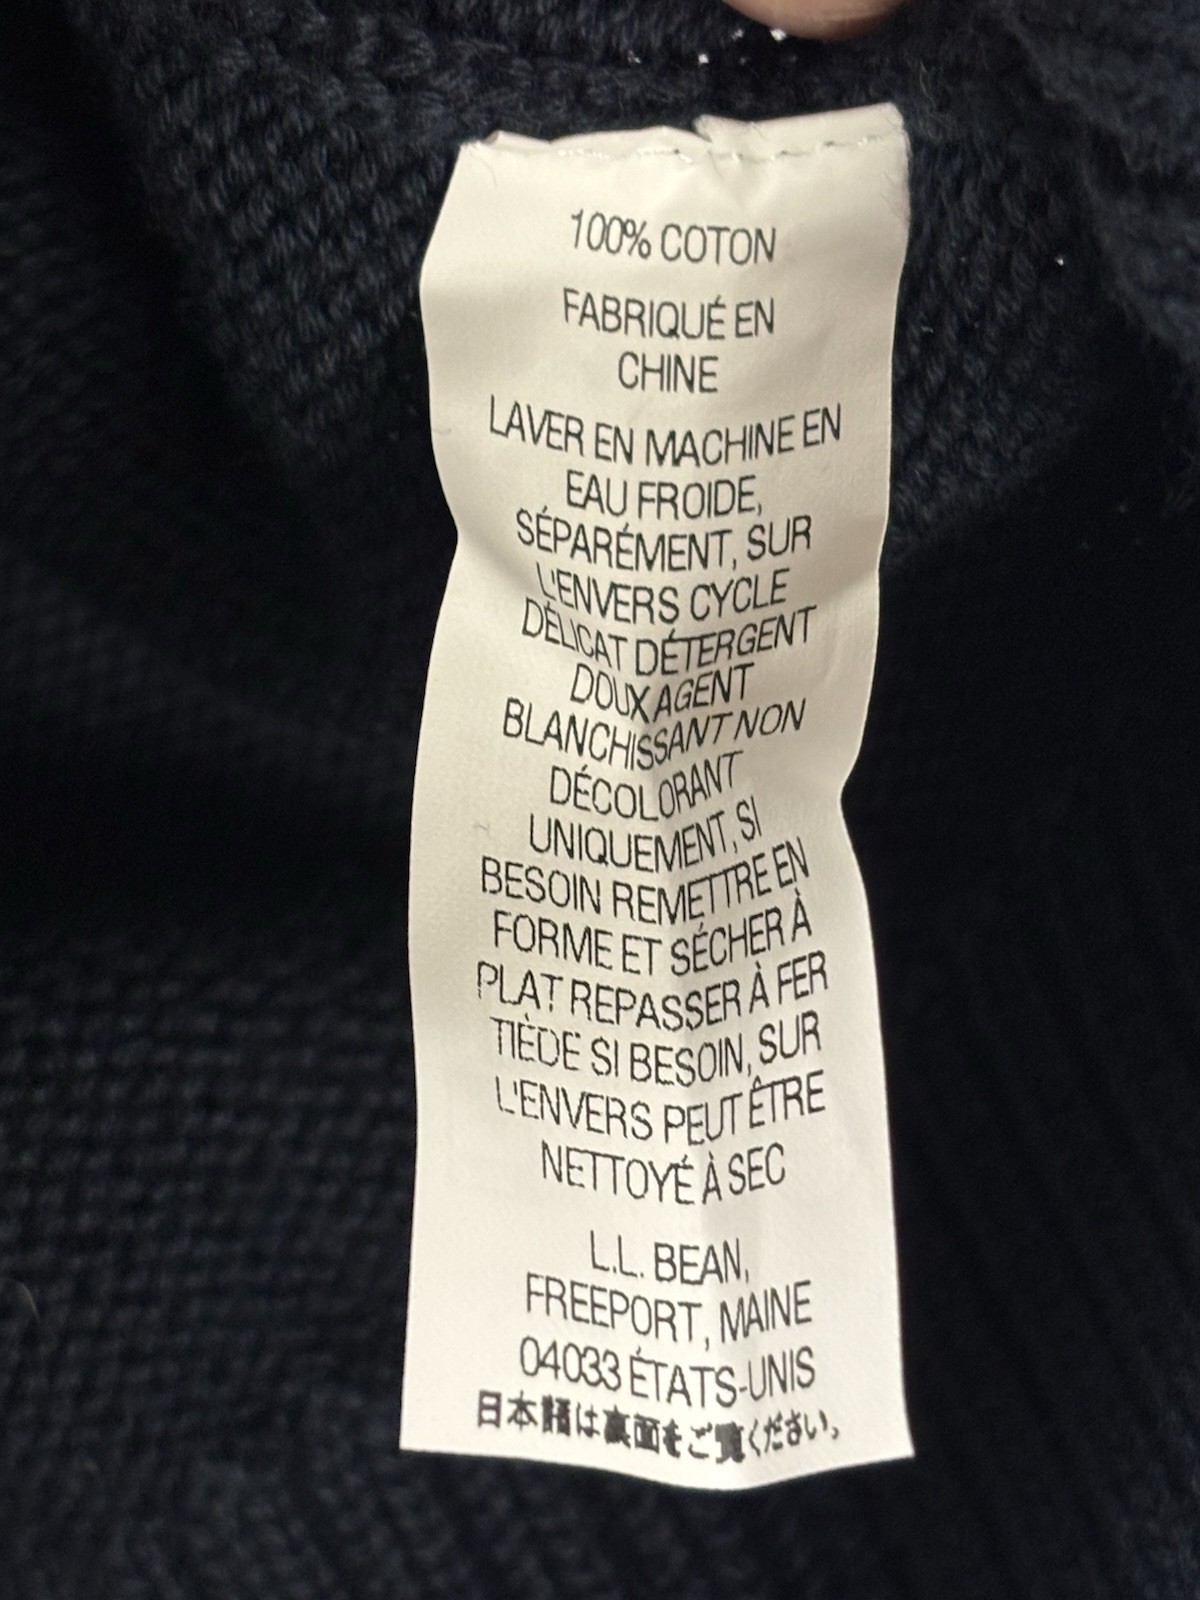 100% COTON
FABRIQUÉ EN
CHINE
LAVER EN MACHINE EN
EAU FROIDE,
SÉPARÉMENT, SUR
L'ENVERS CYCLE
DÉLICAT DÉTERGENT
DOUX AGENT
BLANCHISSANT NON
DÉCOLORANT
UNIQUEMENT, SI
BESOIN REMETTRE EN
FORME ET SÉCHER À
PLAT REPASSER À FER
TIÈDE SI BESOIN, SUR
L'ENVERS PEUT ÊTRE
NETTOYÉ À SEC
L.L. BEAN,
FREEPORT, MAINE
04033 ÉTATS-UNIS
日本語は裏面をご覧ください。